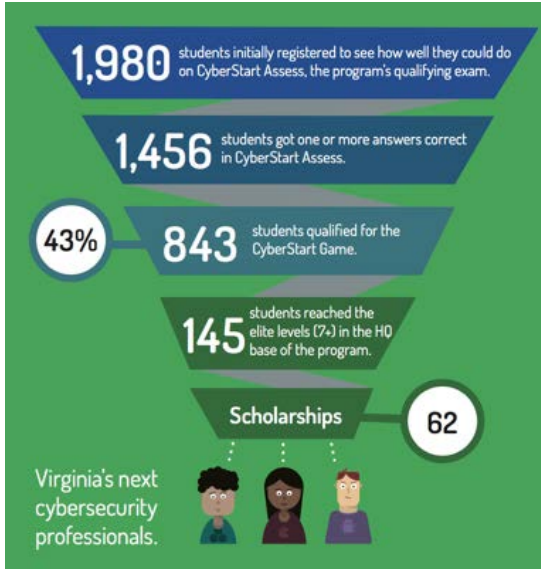 1,980 students initially registered to see how well they could do
on CyberStart Assess, the program's qualifying exam.
1,456 students got one or more answers correct
in CyberStart Assess.
43%
843 students qualified for the
CyberStart Game.
145 students reached the
elite levels (7+) in the HQ
base of the program.
Scholarships
62
Virginia's next
cybersecurity
professionals.